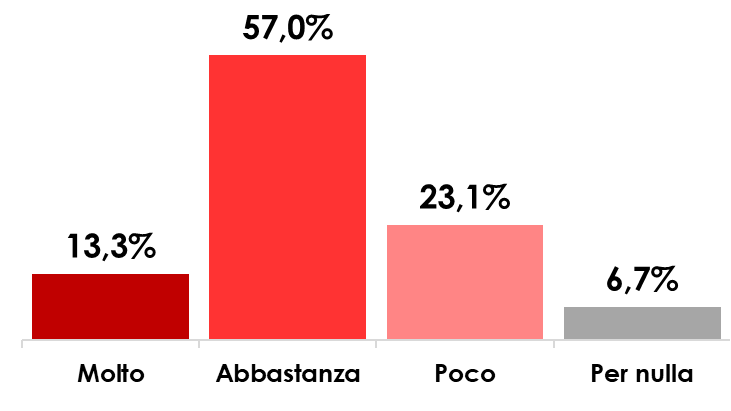 57,0%
23,1%
13,3%
6,7%
Molto Abbastanza Poco Per nulla